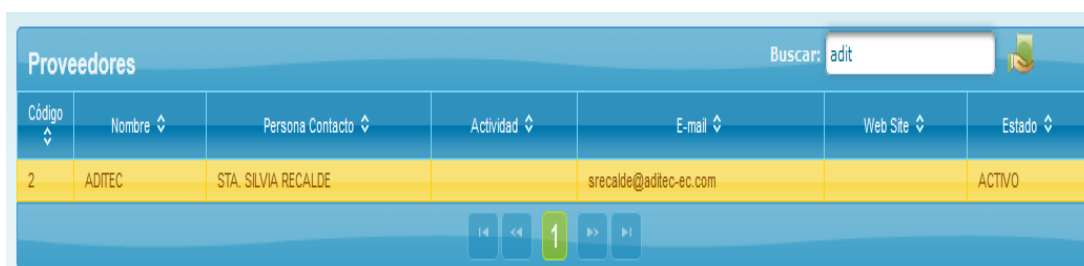 Proveedores Buscar: adit
Código Nombre Persona Contacto Actividad E-mail Web Site Estado
2 ADITEC STA. SILVIA RECALDE srecalde@aditec-ec.com ACTIVO
1